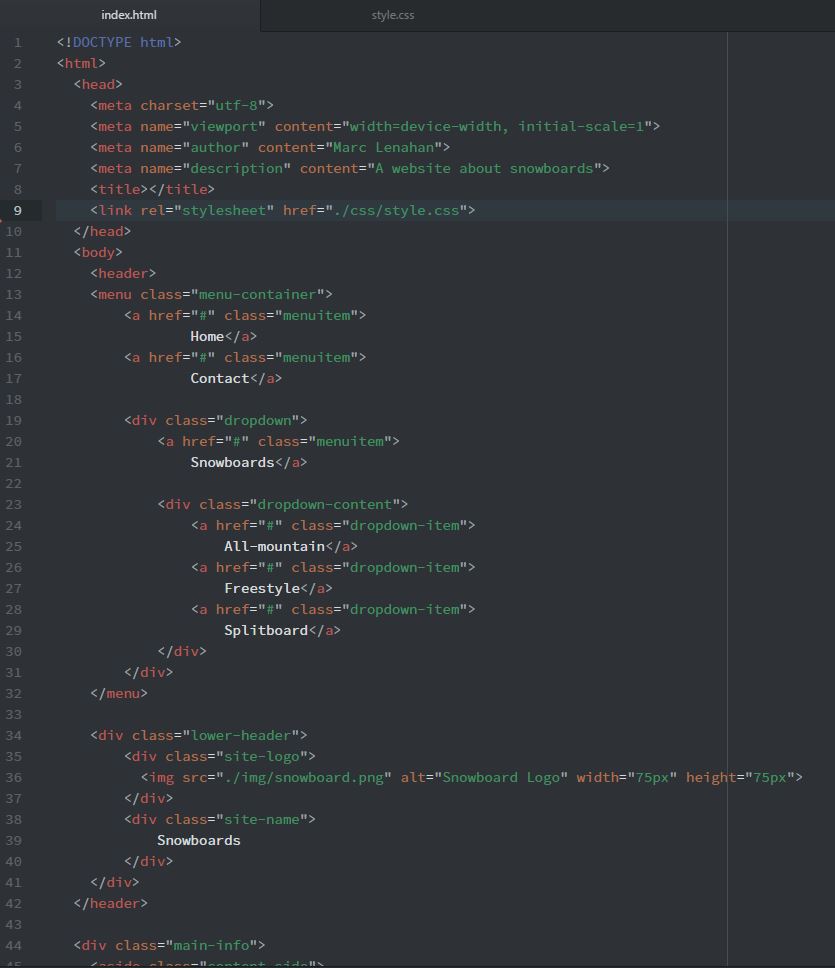 index.html style.css
1 <!DOCTYPE html>
2 <html>
3 <head>
4 <meta charset="utf-8">
5 <meta name="viewport" content="width=device-width, initial-scale=1">
6 <meta name="author" content="Marc Lenahan">
7 <meta name="description" content="A website about snowboards">
8 <title></title>
9 <link rel="stylesheet" href="./css/style.css">
10 </head>
11 <body>
12 <header>
13 <menu class="menu-container">
14 <a href="#" class="menuitem">
15 Home</a>
16 <a href="#" class="menuitem">
17 Contact</a>
18
19 <div class="dropdown">
20 <a href="#" class="menuitem">
21 Snowboards</a>
22
23 <div class="dropdown-content">
24 <a href="#" class="dropdown-item">
25 All-mountain</a>
26 <a href="#" class="dropdown-item">
27 Freestyle</a>
28 <a href="#" class="dropdown-item">
29 Splitboard</a>
30 </div>
31 </div>
32 </menu>
33
34 <div class="lower-header">
35 <div class="site-logo">
36 <img src="./img/snowboard.png" alt="Snowboard Logo" width="75px" height="75px">
37 </div>
38 <div class="site-name">
39 Snowboards
40 </div>
41 </div>
42 </header>
43
44 <div class="main-info">
45 <aside class="content-side">